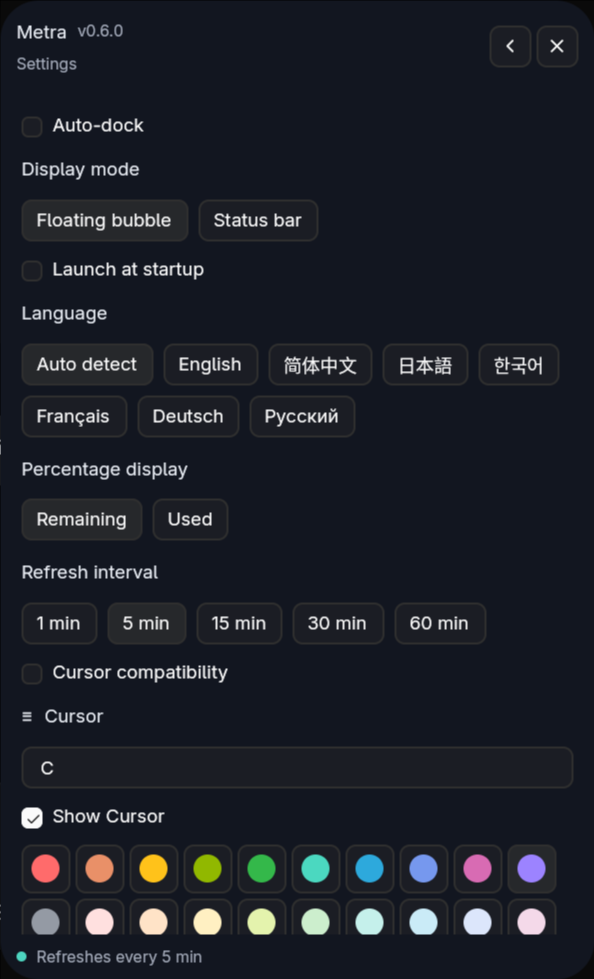 Metra v0.6.0
Settings
Auto-dock
Display mode
Floating bubble Status bar
Launch at startup
Language
Auto detect English 简体中文 日本語 한국어
Français Deutsch Русский
Percentage display
Remaining Used
Refresh interval
1 min 5 min 15 min 30 min 60 min
Cursor compatibility
Cursor
C
Show Cursor
Refreshes every 5 min